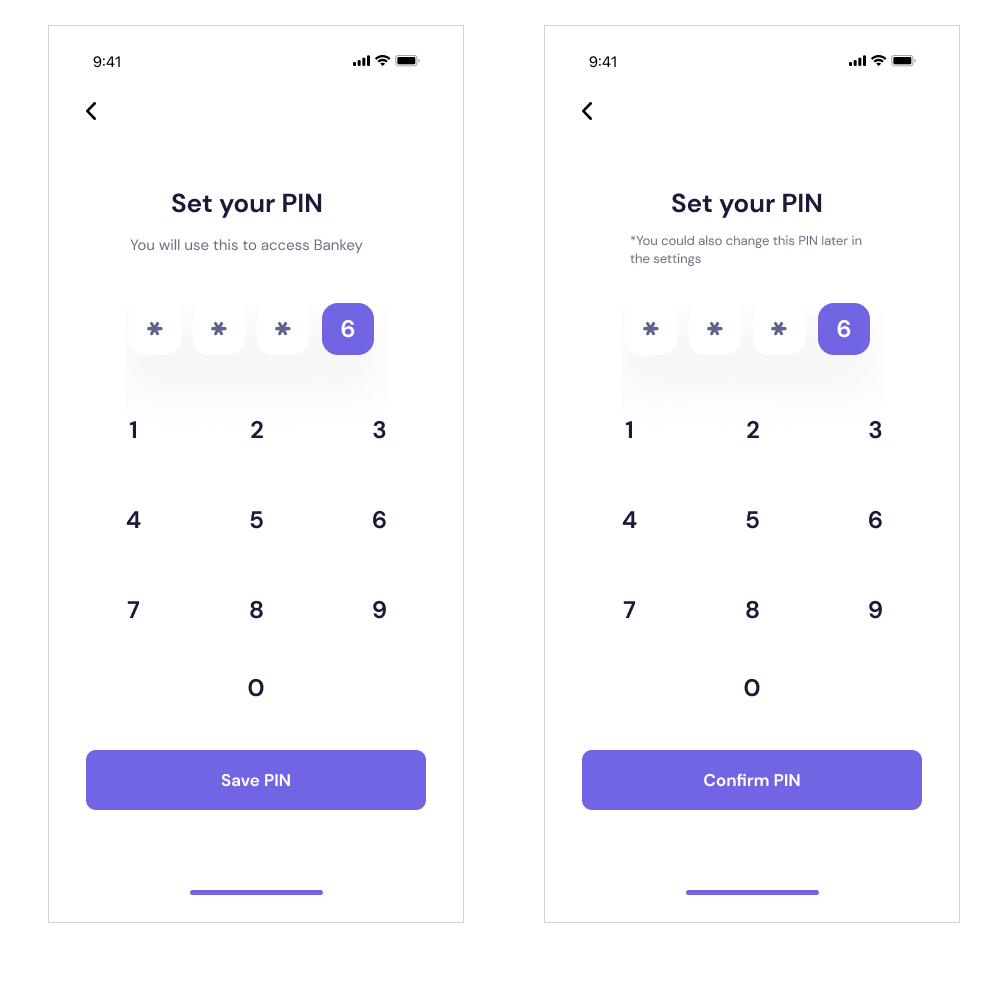 9:41
Set your PIN
You will use this to access Bankey
* * * 6
1 2 3
4 5 6
7 8 9
0
Save PIN
9:41
Set your PIN
*You could also change this PIN later in
the settings
* * * 6
1 2 3
4 5 6
7 8 9
0
Confirm PIN